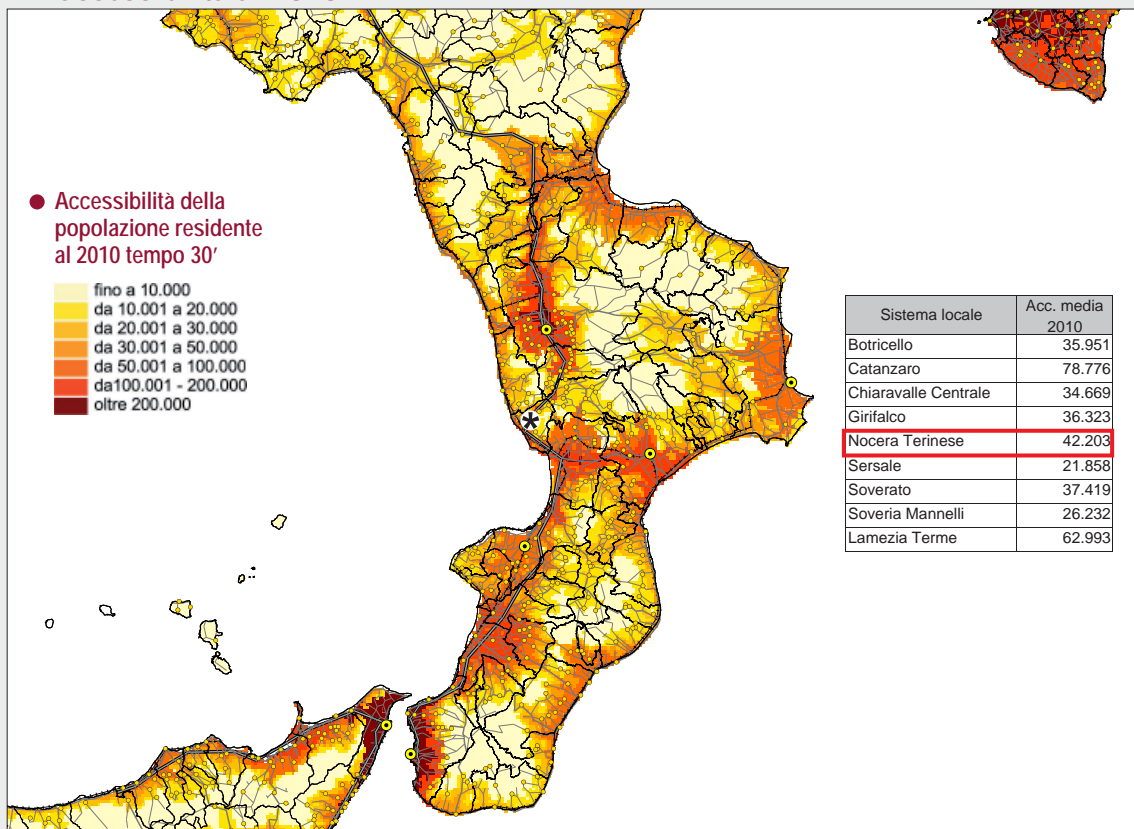 ● Accessibilità della
popolazione residente
al 2010 tempo 30'
fino a 10.000
da 10.001 a 20.000
da 20.001 a 30.000
da 30.001 a 50.000
da 50.001 a 100.000
da100.001 - 200.000
oltre 200.000
*
Sistema locale Acc. media 2010
Botricello 35.951
Catanzaro 78.776
Chiaravalle Centrale 34.669
Girifalco 36.323
Nocera Terinese 42.203
Sersale 21.858
Soverato 37.419
Soveria Mannelli 26.232
Lamezia Terme 62.993